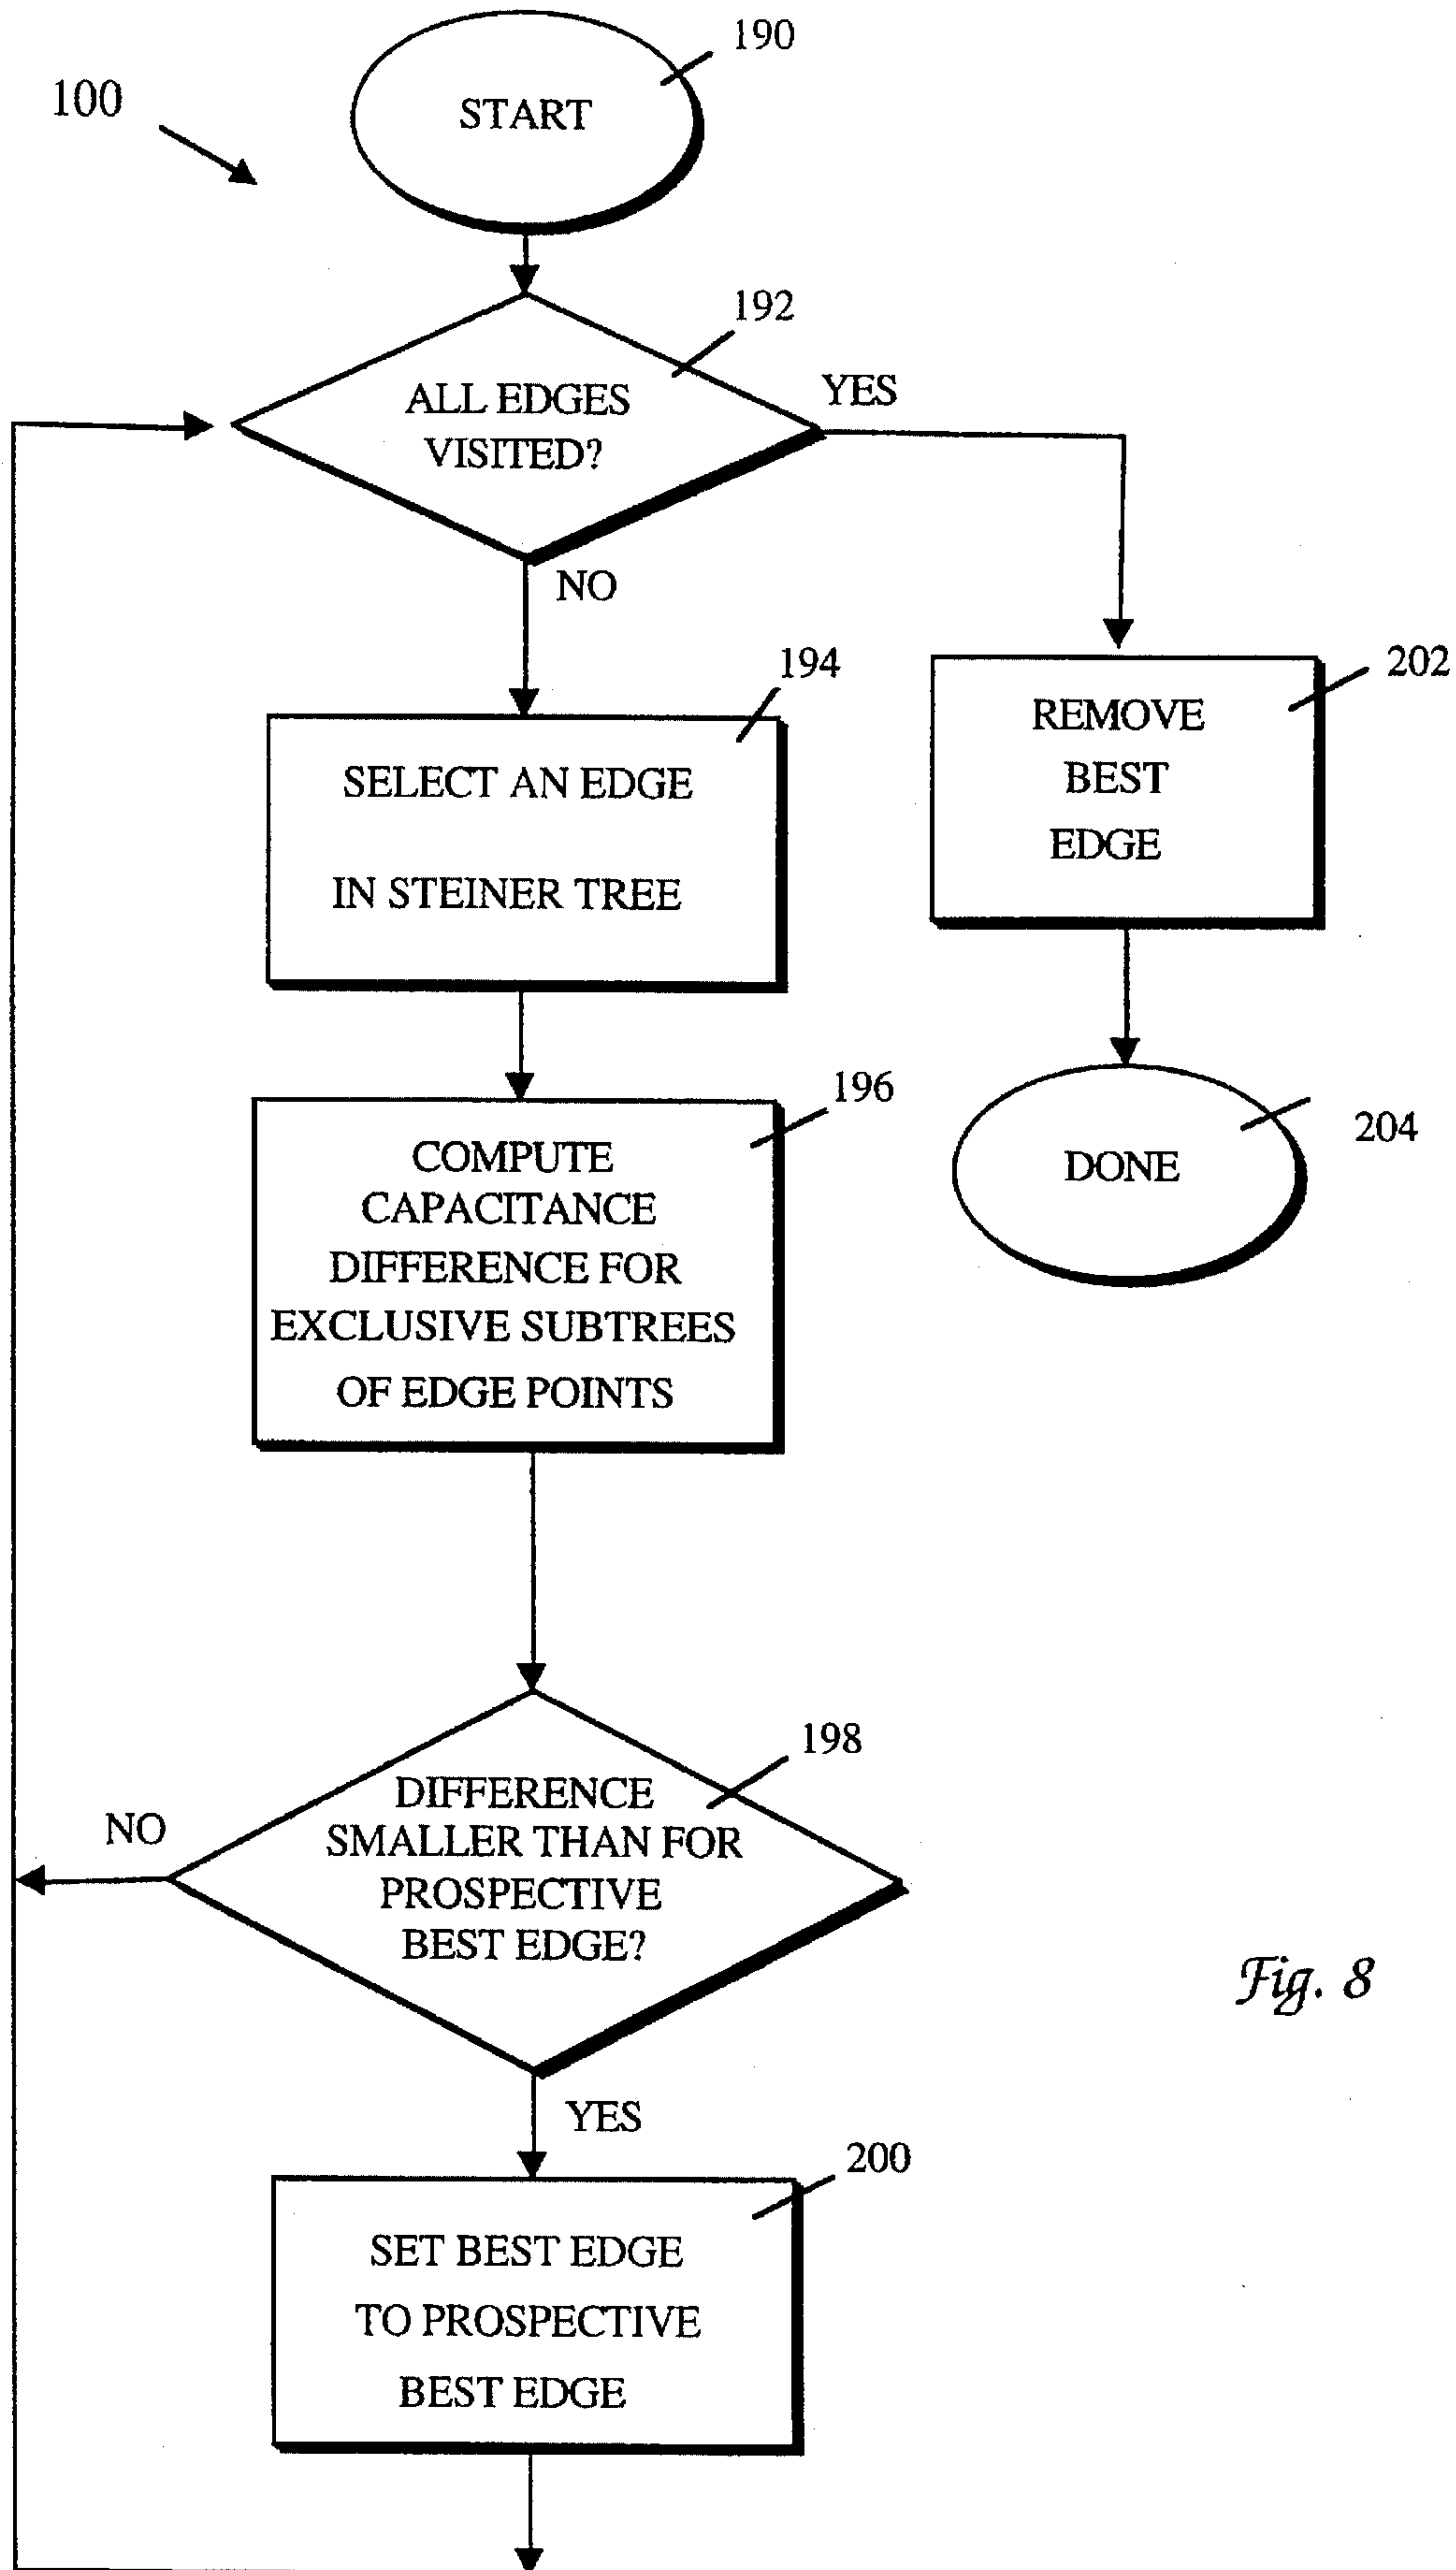 190
100
START
192
ALL EDGES
VISITED?
YES
NO
194
SELECT AN EDGE
IN STEINER TREE
202
REMOVE
BEST
EDGE
196
COMPUTE
CAPACITANCE
DIFFERENCE FOR
EXCLUSIVE SUBTREES
OF EDGE POINTS
204
DONE
198
DIFFERENCE
SMALLER THAN FOR
PROSPECTIVE
BEST EDGE?
NO
YES
Fig. 8
200
SET BEST EDGE
TO PROSPECTIVE
BEST EDGE